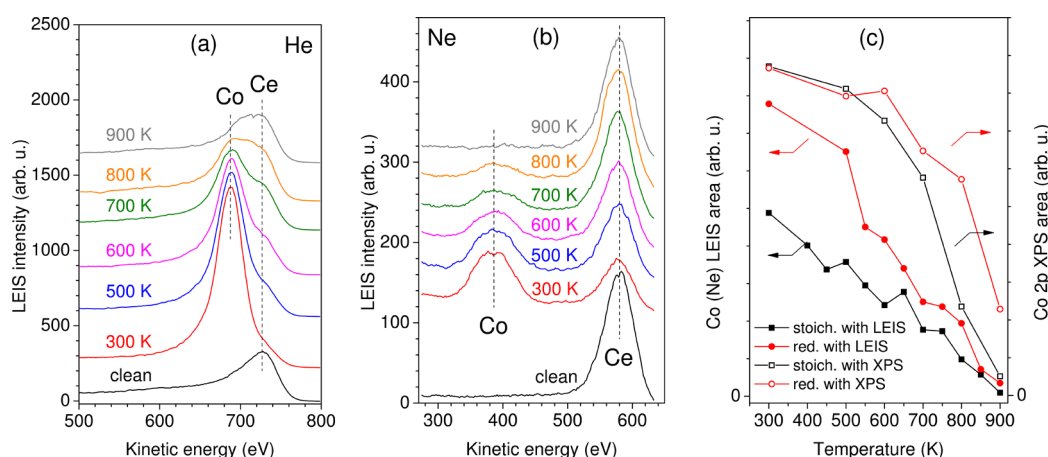 2500
2000
1500
1000
500
0
LEIS intensity (arb. u.)
(a)
He
Co
Ce
900 K
800 K
700 K
600 K
500 K
300 K
clean
500
600
700
800
Kinetic energy (eV)
400
300
200
100
0
LEIS intensity (arb. u.)
Ne
(b)
900 K
800 K
700 K
600 K
500 K
300 K
Co
Ce
clean
300
400
500
600
Kinetic energy (eV)
(c)
Co (Ne) LEIS area (arb. u.)
Co 2p XPS area (arb. u.)
stoich. with LEIS
red. with LEIS
stoich. with XPS
red. with XPS
300
400
500
600
700
800
900
Temperature (K)